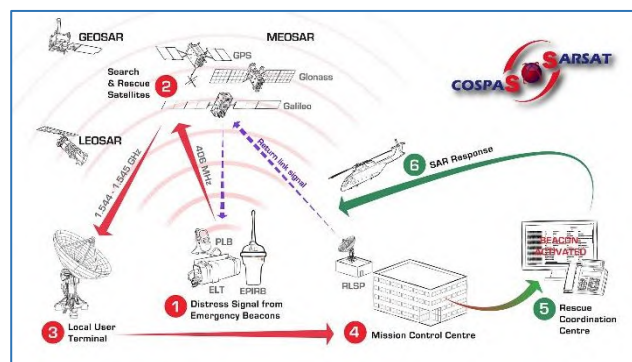 GEOSAR
MEOSAR
GPS
Search
& Rescue
Satellites
2
Glonass
Galileo
LEOSAR
COSPAS SARSAT
1.544 - 1.545 GHz
406 MHz
Return link signal
6 SAR Response
PLB
ELT
EPIRB
RLSP
BEACON
ACTIVATED
1 Distress Signal from
Emergency Beacons
3 Local User
Terminal
4 Mission Control Centre
5 Rescue
Coordination
Centre